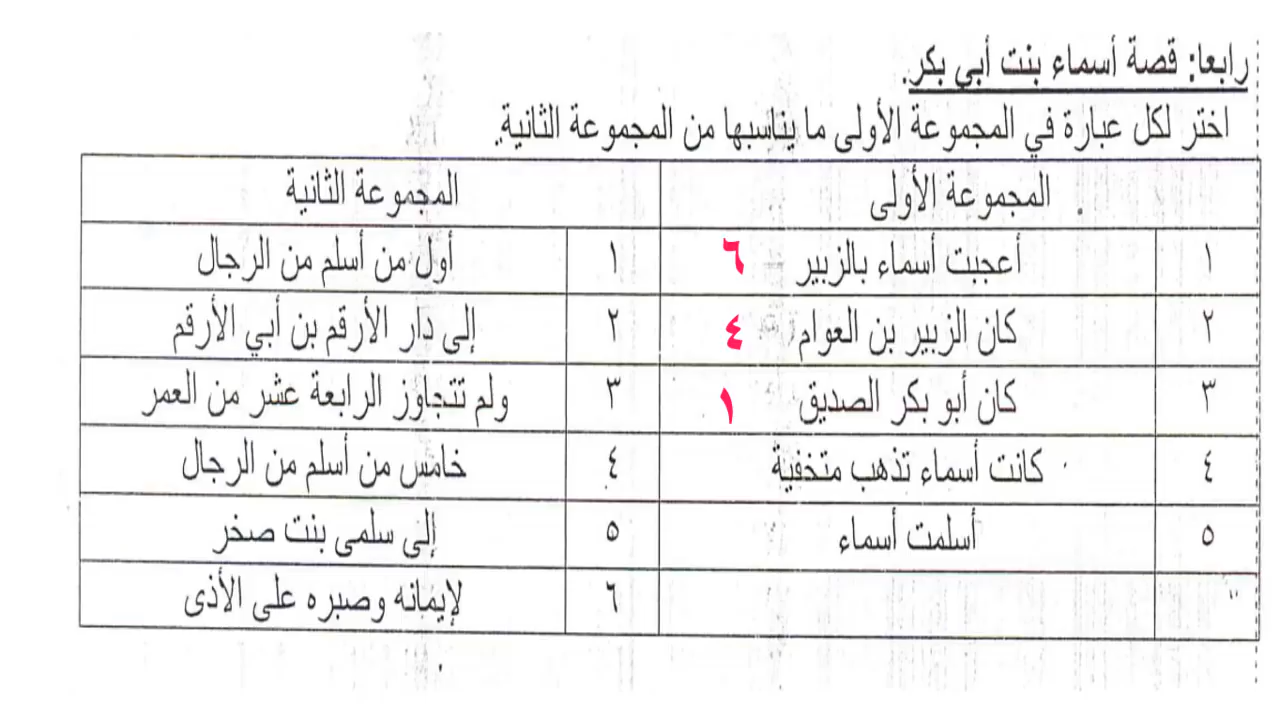 رابعا: قصة أسماء بنت أبي بكر.
اختر لكل عبارة في المجموعة الأولى ما يناسبها من المجموعة الثانية.
المجموعة الأولى المجموعة الثانية
١ أعجبت أسماء بالزبير ٦ ١ أول من أسلم من الرجال
٢ كان الزبير بن العوام ٤ ٢ إلى دار الأرقم بن أبي الأرقم
٣ كان أبو بكر الصديق ١ ٣ ولم تتجاوز الرابعة عشر من العمر
٤ كانت أسماء تذهب متخفية ٤ خامس من أسلم من الرجال
٥ أسلمت أسماء ٥ إلى سلمى بنت صخر
٦ لإيمانه وصبره على الأذى